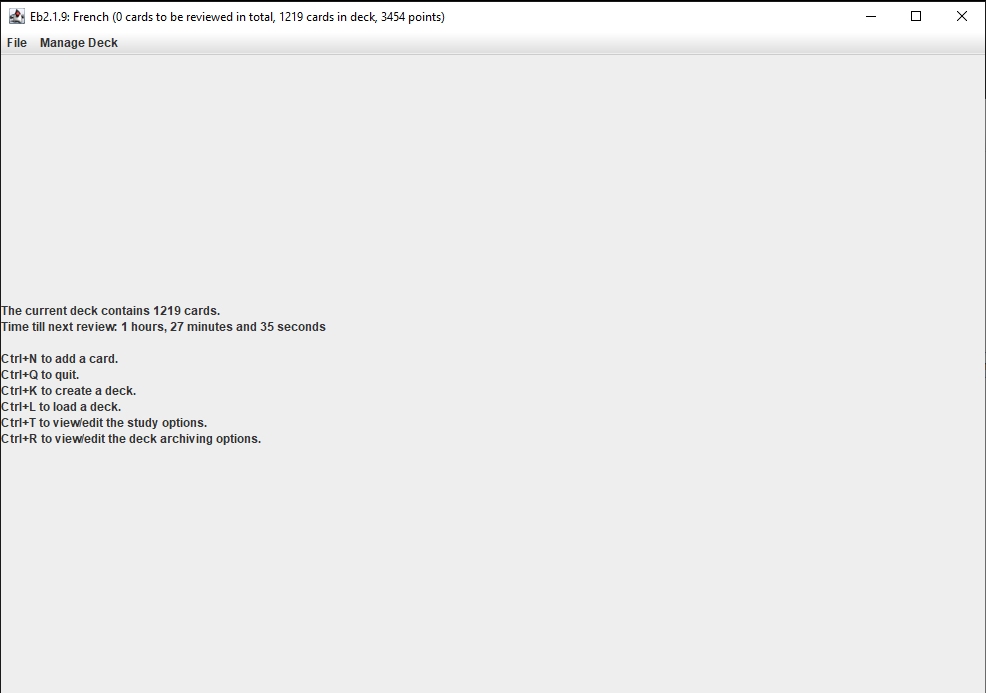 Eb2.1.9: French (0 cards to be reviewed in total, 1219 cards in deck, 3454 points)
File Manage Deck
The current deck contains 1219 cards.
Time till next review: 1 hours, 27 minutes and 35 seconds
Ctrl+N to add a card.
Ctrl+Q to quit.
Ctrl+K to create a deck.
Ctrl+L to load a deck.
Ctrl+T to view/edit the study options.
Ctrl+R to view/edit the deck archiving options.